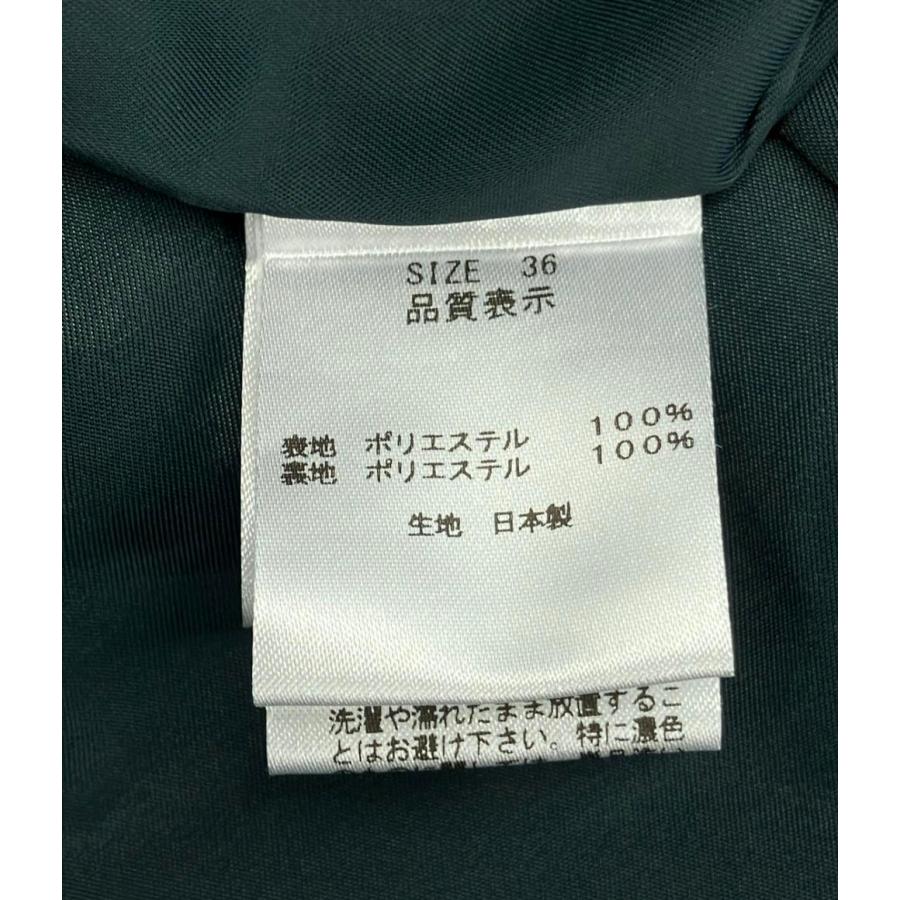 SIZE 36
品質表示
表地 ポリエステル 100%
裏地 ポリエステル 100%
生地 日本製
洗濯や濡れたまま放置するこ
とはお避け下さい。特に濃色